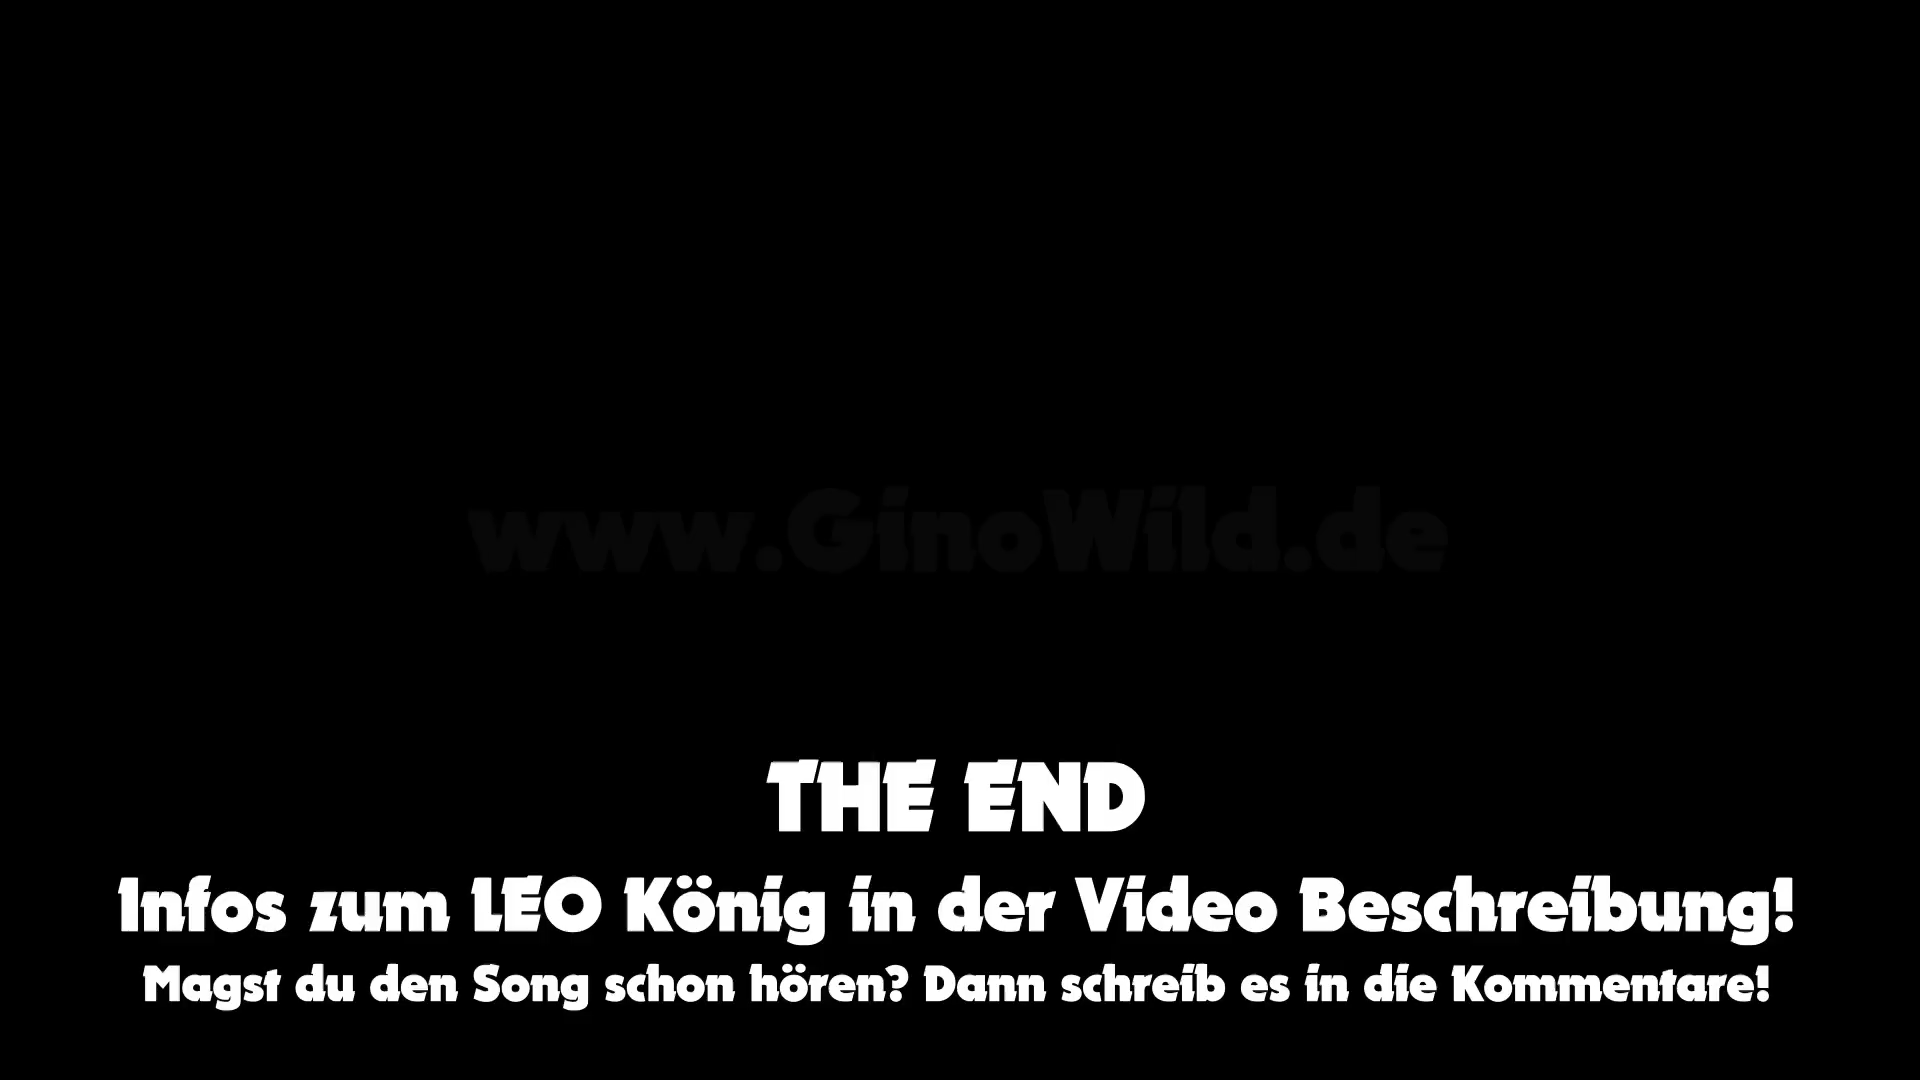 www.GinoWild.de
THE END
Infos zum LEO König in der Video Beschreibung!
Magst du den Song schon hören? Dann schreib es in die Kommentare!